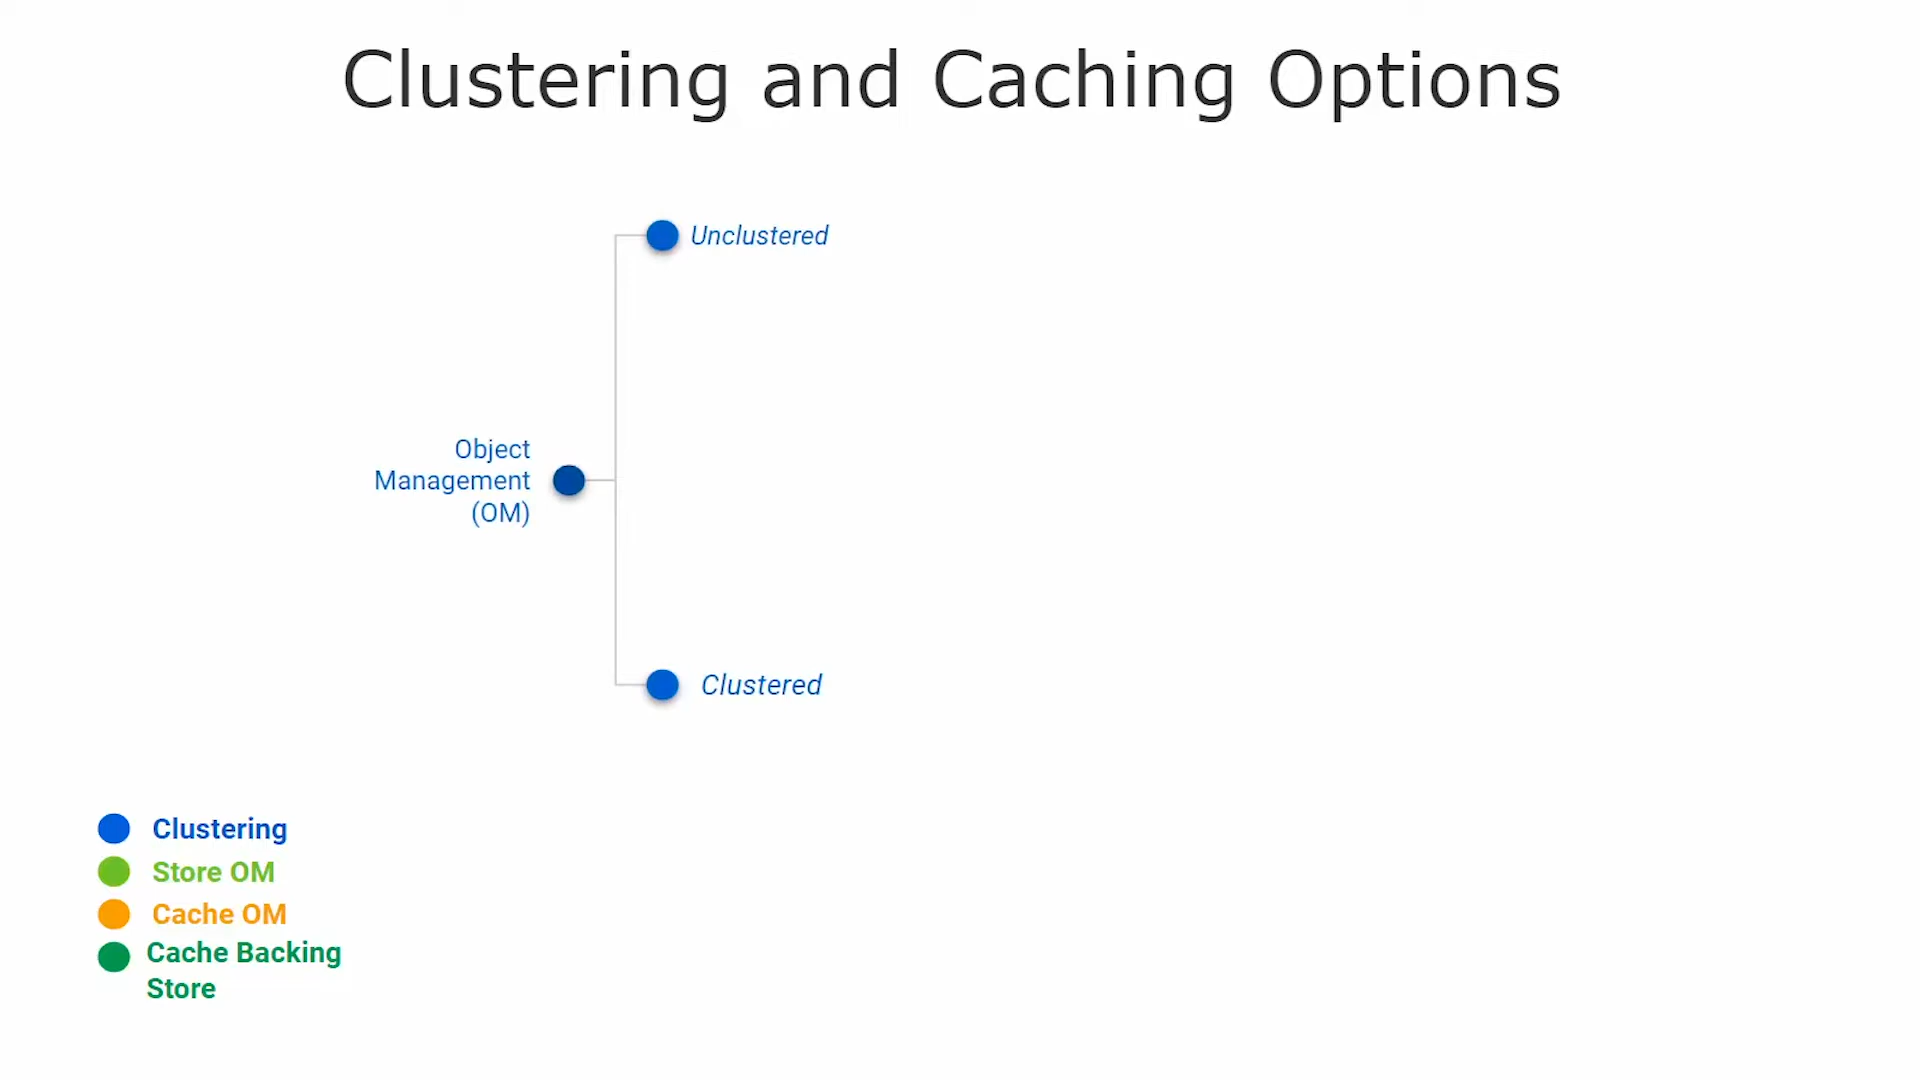 Clustering and Caching Options
Unclustered
Object
Management
(OM)
Clustered
Clustering
Store OM
Cache OM
Cache Backing
Store